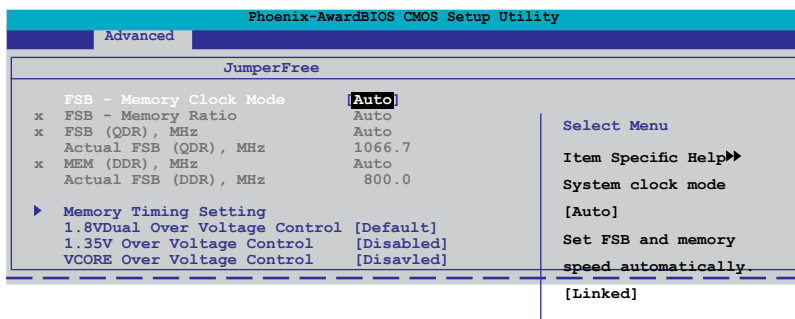 Phoenix-AwardBIOS CMOS Setup Utility
Advanced
JumperFree
FSB - Memory Clock Mode [Auto]
x FSB - Memory Ratio Auto
x FSB (QDR), MHz Auto
Actual FSB (QDR), MHz 1066.7
x MEM (DDR), MHz Auto
Actual FSB (DDR), MHz 800.0
Memory Timing Setting
1.8VDual Over Voltage Control [Default]
1.35V Over Voltage Control [Disabled]
VCORE Over Voltage Control [Disavled]
Select Menu
Item Specific Help
System clock mode
[Auto]
Set FSB and memory
speed automatically.
[Linked]